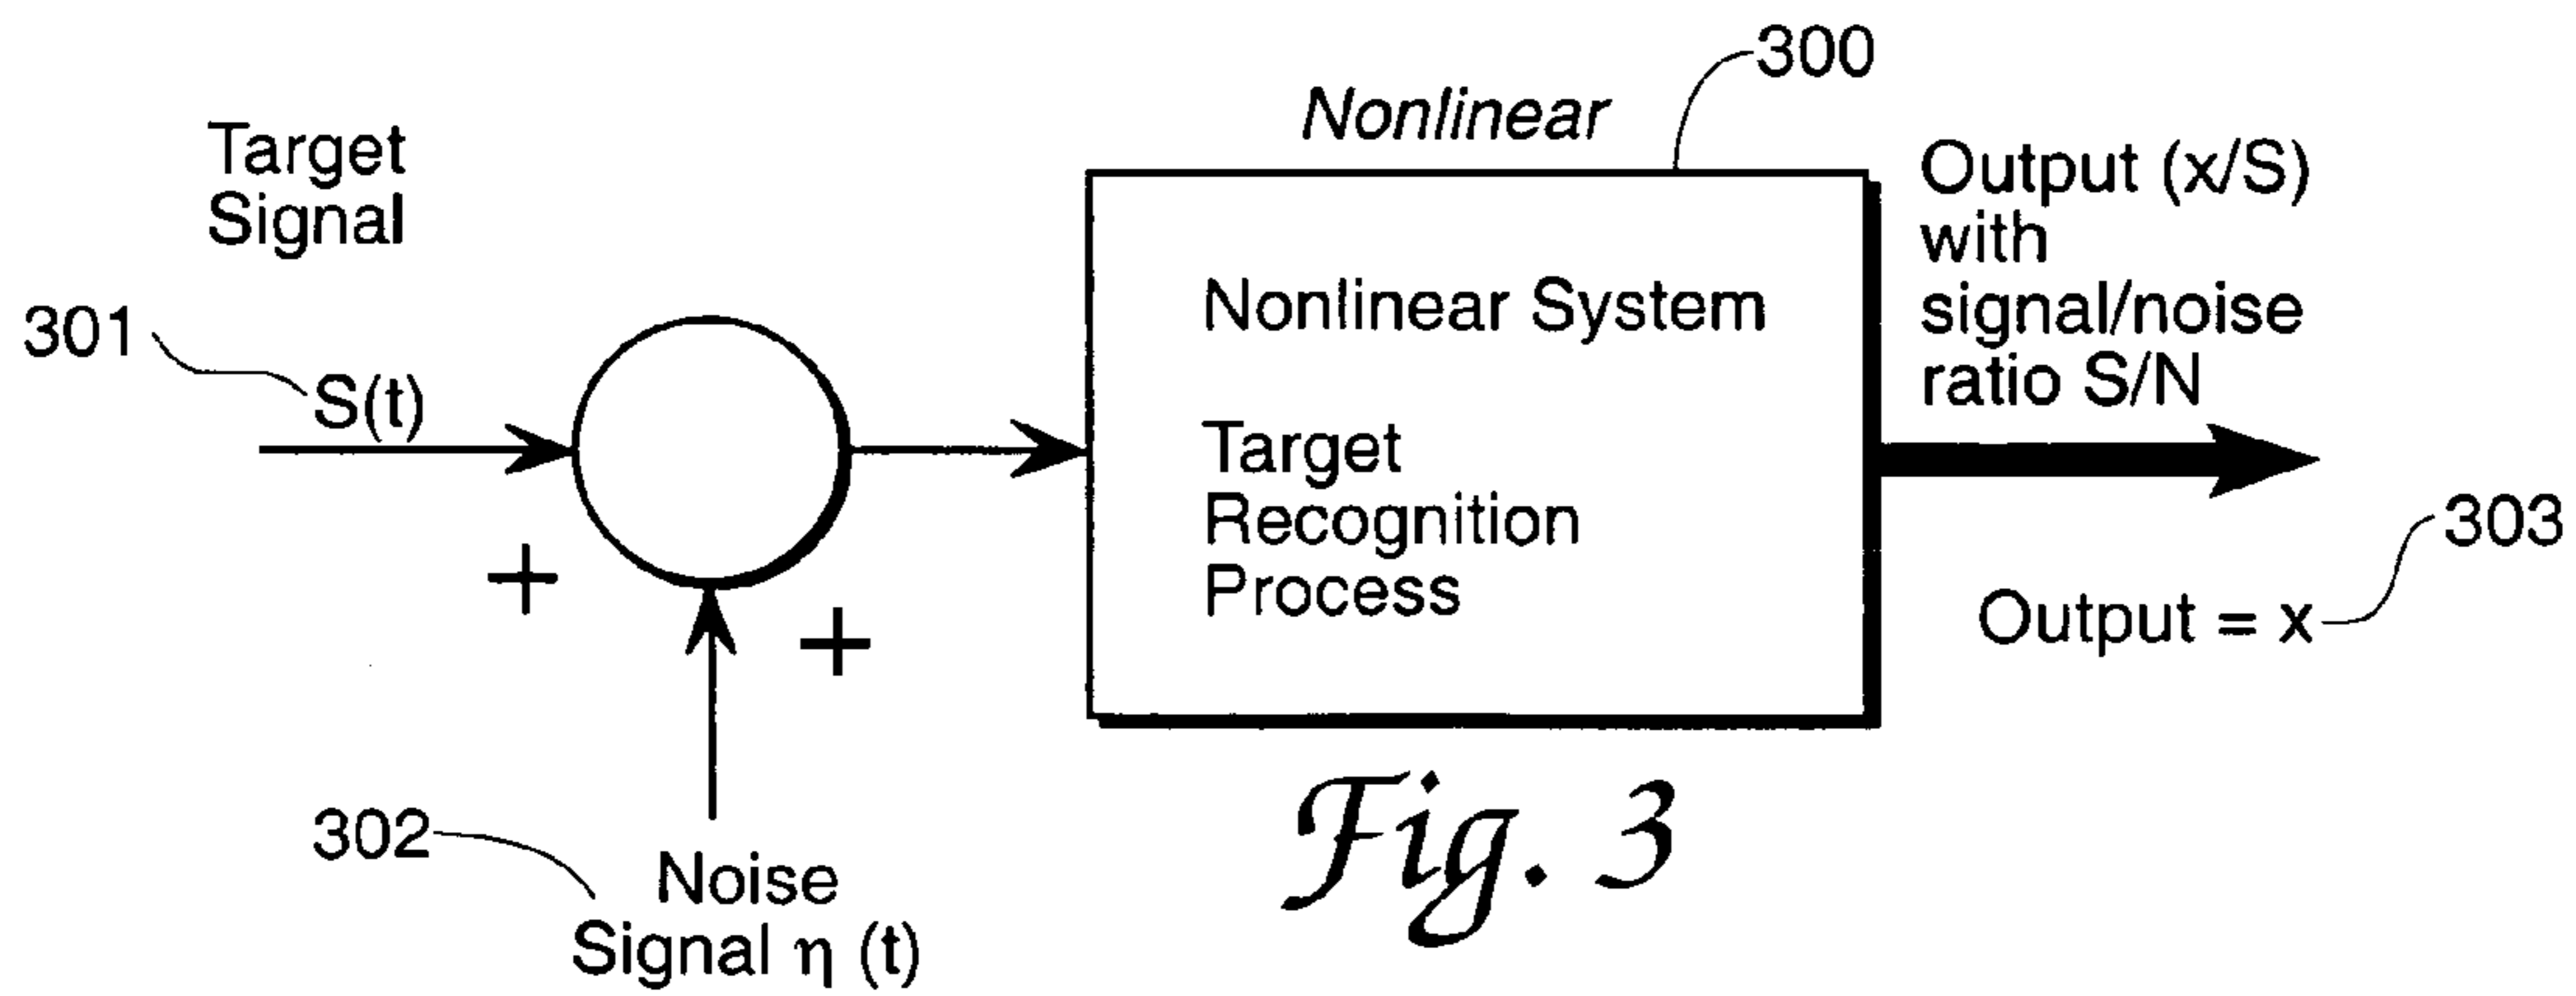 300
Nonlinear
Target
Signal
301
S(t)
+
+
302
Noise
Signal η (t)
Nonlinear System
Target
Recognition
Process
Output (x/S)
with
signal/noise
ratio S/N
303
Output = x
Fig. 3